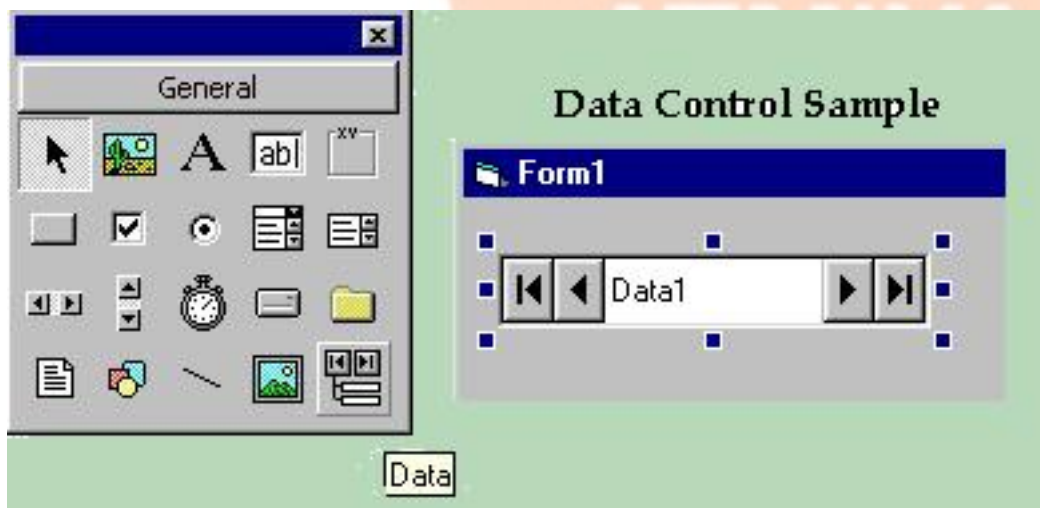 General
A
abl
xv
Data
Data Control Sample
Form1
Data1